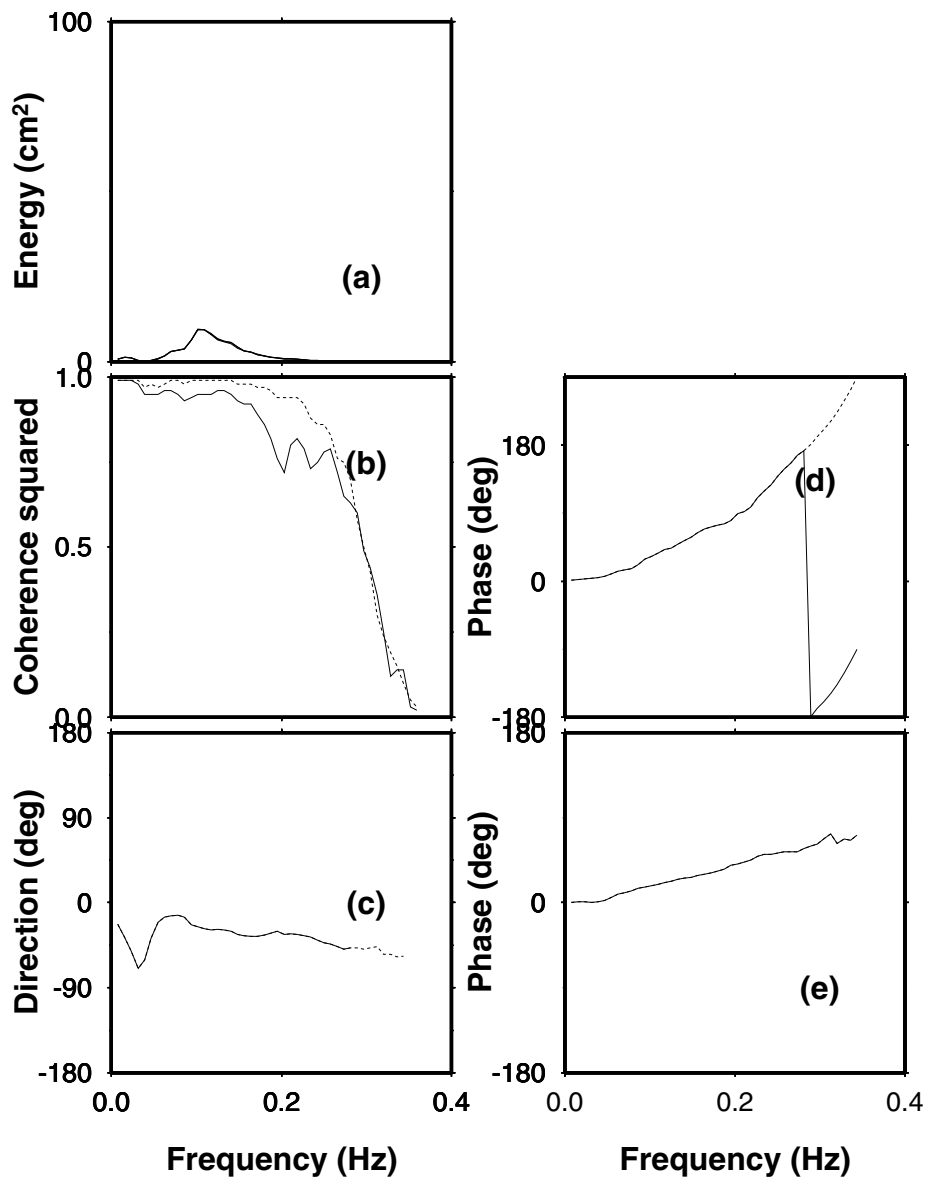 100
Energy (cm²)
(a)
0
1.0
Coherence squared
(b)
0.5
0.0
180
Phase (deg)
(d)
0
-180
180
90
Direction (deg)
(c)
0
-90
-180
0.0 0.2 0.4
Frequency (Hz)
180
Phase (deg)
0
(e)
-180
0.0 0.2 0.4
Frequency (Hz)